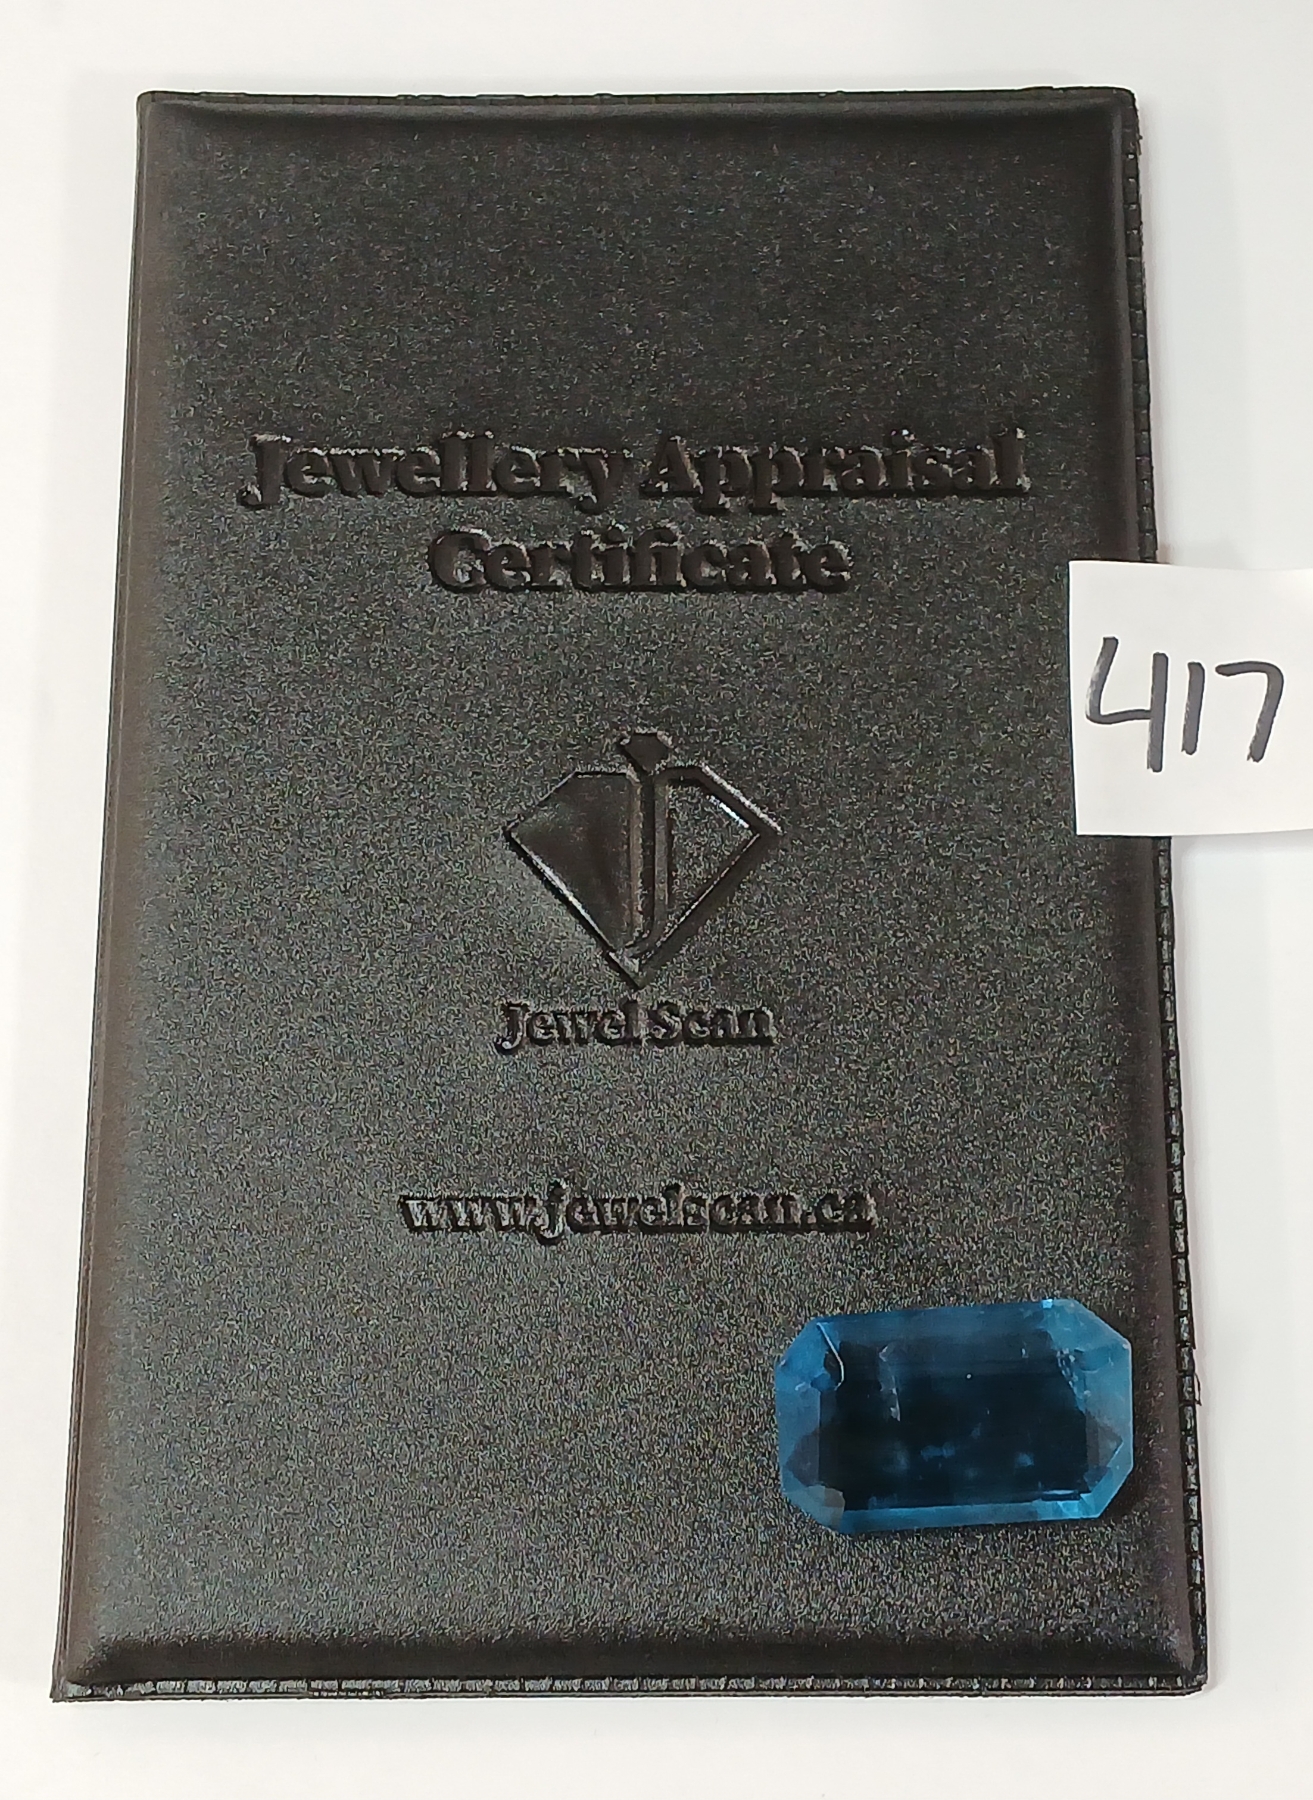 Jewellery Appraisal
Certificate
417
Jewel Scan
www.jewelscan.ca